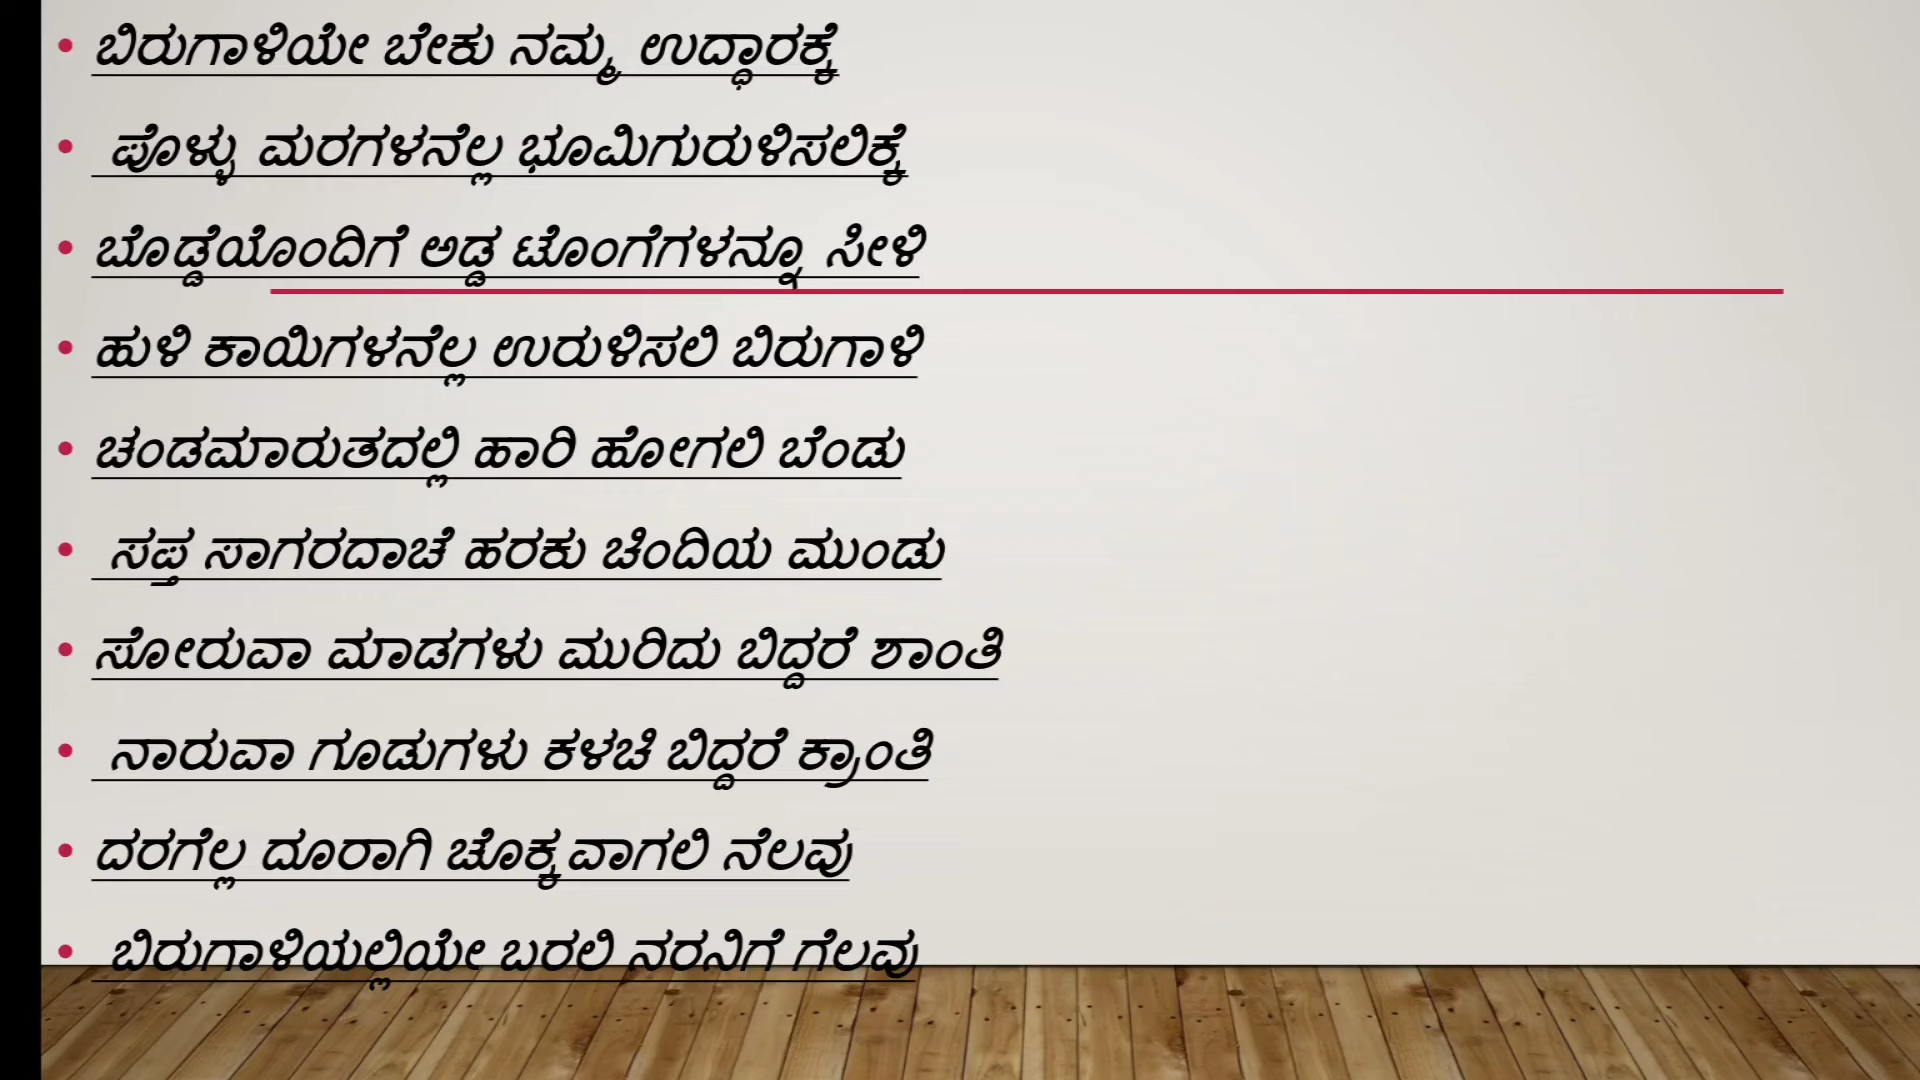 ಬಿರುಗಾಳಿಯೇ ಬೇಕು ನಮ್ಮ ಉದ್ಧಾರಕ್ಕೆ
ಪೊಳ್ಳು ಮರಗಳನೆಲ್ಲ ಭೂಮಿಗುರುಳಿಸಲಿಕ್ಕೆ
ಬೊಡ್ಡೆಯೊಂದಿಗೆ ಅಡ್ಡ ಟೊಂಗೆಗಳನ್ನೂ ಸೀಳಿ
ಹುಳಿ ಕಾಯಿಗಳನೆಲ್ಲ ಉರುಳಿಸಲಿ ಬಿರುಗಾಳಿ
ಚಂಡಮಾರುತದಲ್ಲಿ ಹಾರಿ ಹೋಗಲಿ ಬೆಂಡು
ಸಪ್ತ ಸಾಗರದಾಚೆ ಹರಕು ಚಿಂದಿಯ ಮುಂಡು
ಸೋರುವಾ ಮಾಡಗಳು ಮುರಿದು ಬಿದ್ದರೆ ಶಾಂತಿ
ನಾರುವಾ ಗೂಡುಗಳು ಕಳಚಿ ಬಿದ್ದರೆ ಕ್ರಾಂತಿ
ದರಗೆಲ್ಲ ದೂರಾಗಿ ಚೊಕ್ಕವಾಗಲಿ ನೆಲವು
ಬಿರುಗಾಳಿಯಲ್ಲಿಯೇ ಬರಲಿ ನರನಿಗೆ ಗೆಲವು